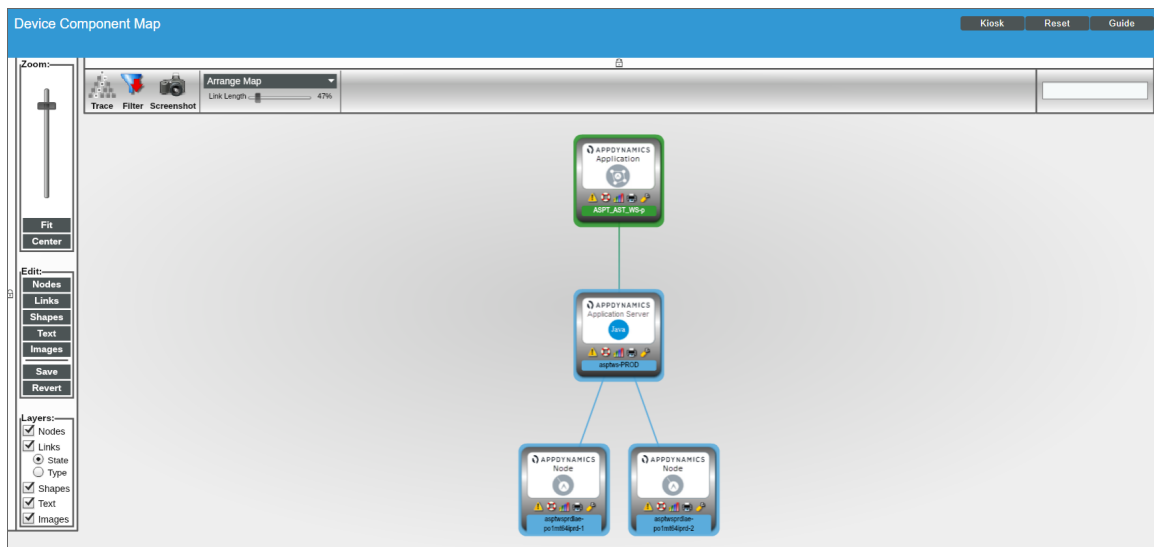 Device Component Map
Kiosk
Reset
Guide
Zoom:
Fit
Center
Edit:
Nodes
Links
Shapes
Text
Images
Save
Revert
Layers:
Nodes
Links
State
Type
Shapes
Text
Images
Trace
Filter
Screenshot
Arrange Map
Link Length
47%
APPDYNAMICS
Application
ASPT_AST_WS-p
APPDYNAMICS
Application Server
Java
asptws-PROD
APPDYNAMICS
Node
APPDYNAMICS
Node